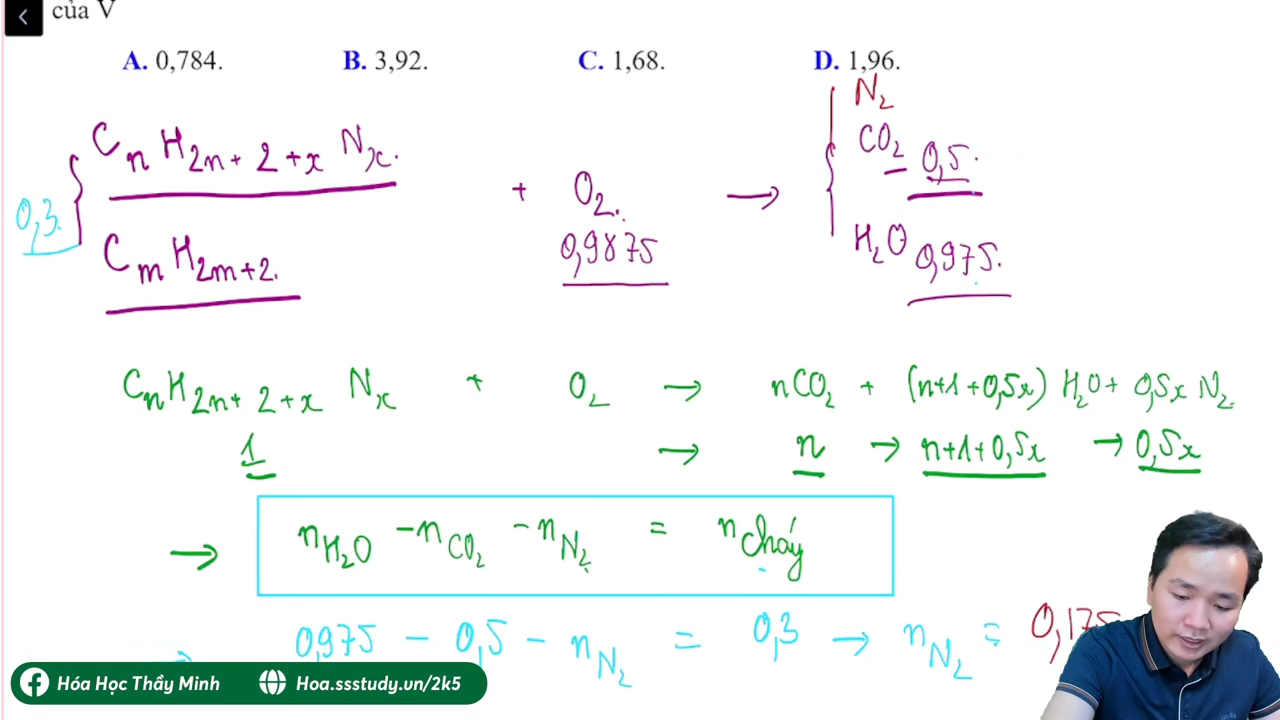 của V
A. 0,784. B. 3,92. C. 1,68. D. 1,96.
CnH2n+2+x Nx.
CmH2m+2.
0,3.
+ O2. →
0,9875
N2
CO2 0,5.
H2O 0,975.
CnH2n+2+x Nx + O2 → nCO2 + (n+1+0,5x) H2O + 0,5x N2.
1 → n → n+1+0,5x → 0,5x
→ nH2O - nCO2 - nN2 = n cháy
→ 0,975 - 0,5 - nN2 = 0,3 → nN2 = 0,175
Hóa Học Thầy Minh Hoa.ssstudy.vn/2k5